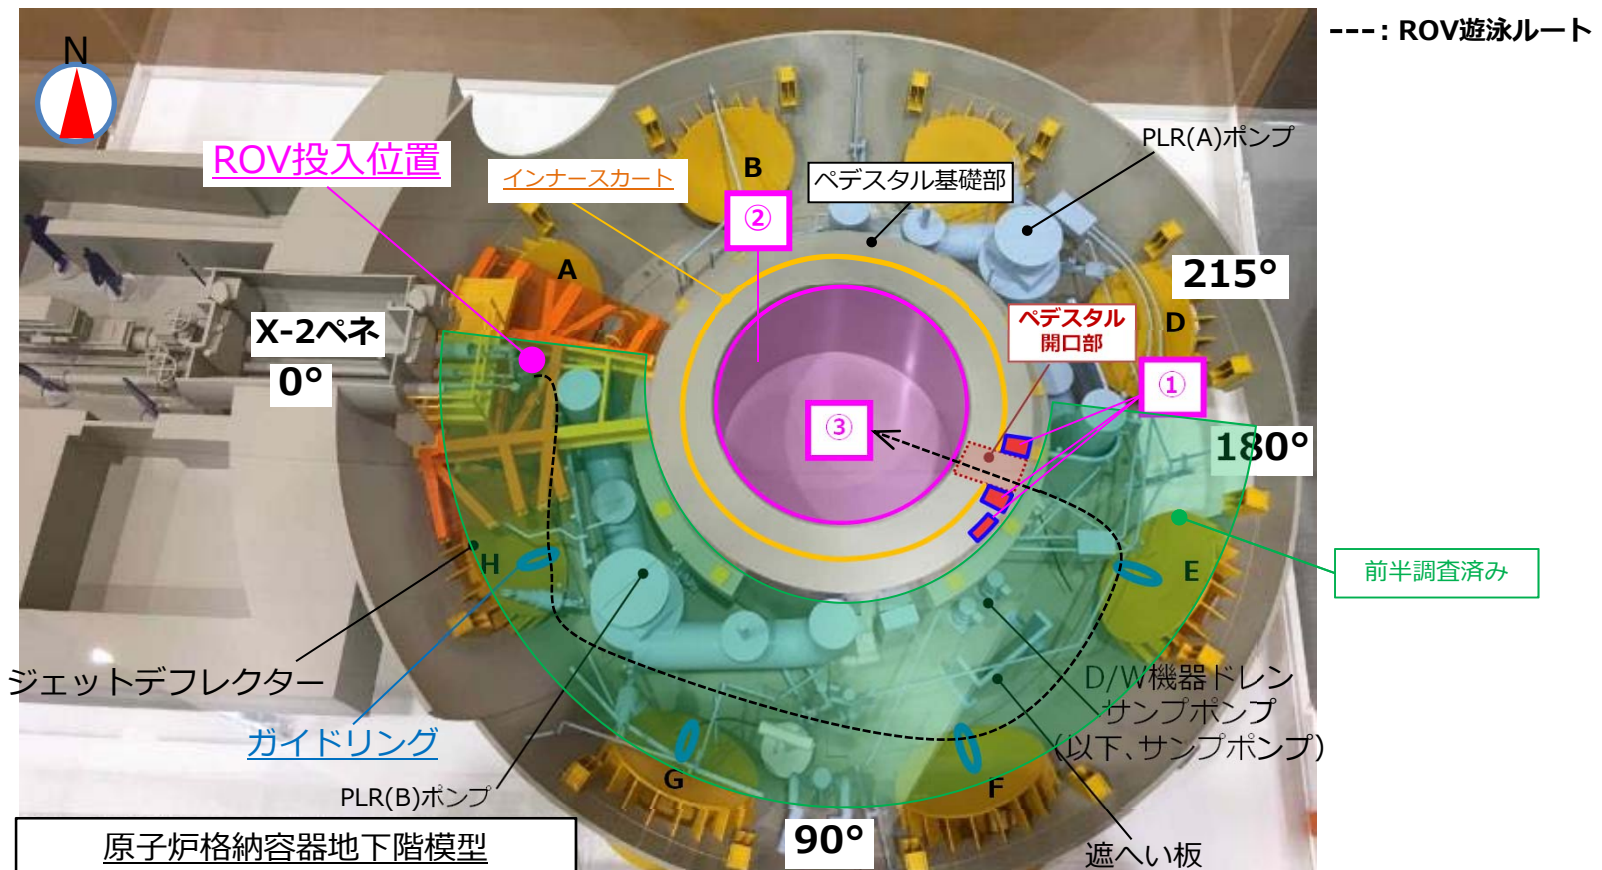 ---: ROV遊泳ルート
N
PLR(A)ポンプ
ROV投入位置
インナースカート
B
ペデスタル基礎部
②
A
215°
X-2ペネ
0°
ペデスタル
開口部
D
①
③
180°
H
E
前半調査済み
ジェットデフレクター
D/W機器ドレン
サンプポンプ
(以下、サンプポンプ)
ガイドリング
G
F
PLR(B)ポンプ
90°
遮へい板
原子炉格納容器地下階模型